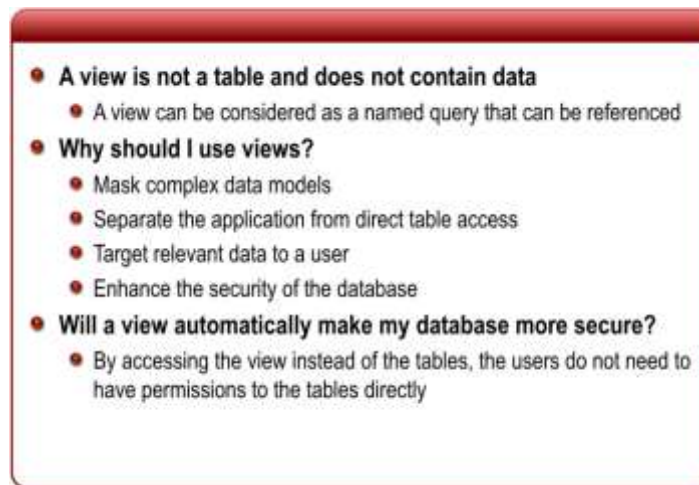 A view is not a table and does not contain data
A view can be considered as a named query that can be referenced
Why should I use views?
Mask complex data models
Separate the application from direct table access
Target relevant data to a user
Enhance the security of the database
Will a view automatically make my database more secure?
By accessing the view instead of the tables, the users do not need to
have permissions to the tables directly